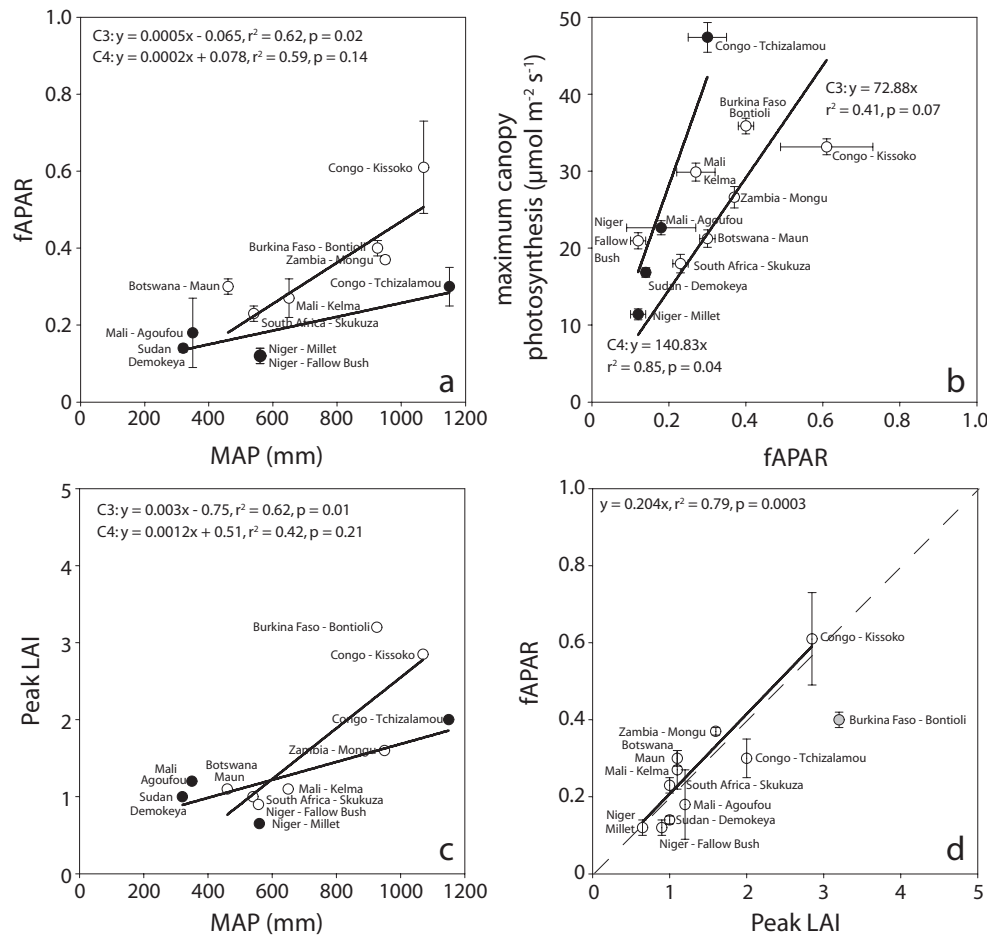 C3: y = 0.0005x - 0.065, r² = 0.62, p = 0.02
C4: y = 0.0002x + 0.078, r² = 0.59, p = 0.14
1.0
0.8
0.6
0.4
0.2
0
fAPAR
Congo - Kissoko
Burkina Faso - Bontioli
Zambia - Mongu
Botswana - Maun
Congo - Tchizalamou
Mali - Kelma
South Africa - Skukuza
Mali - Agoufou
Sudan
Demokeya
Niger - Millet
Niger - Fallow Bush
a
0 200 400 600 800 1000 1200
MAP (mm)
50
40
30
20
10
0
maximum canopy
photosynthesis (μmol m⁻² s⁻¹)
Congo - Tchizalamou
C3: y = 72.88x
r² = 0.41, p = 0.07
Burkina Faso
Bontioli
Congo - Kissoko
Mali
Kelma
Zambia - Mongu
Niger
Fallow
Bush
Mali - Agoufou
Botswana - Maun
South Africa - Skukuza
Sudan - Demokeya
Niger - Millet
C4: y = 140.83x
r² = 0.85, p = 0.04
b
0 0.2 0.4 0.6 0.8 1.0
fAPAR
C3: y = 0.003x - 0.75, r² = 0.62, p = 0.01
C4: y = 0.0012x + 0.51, r² = 0.42, p = 0.21
5
4
3
2
1
0
Peak LAI
Burkina Faso - Bontioli
Congo - Kissoko
Congo - Tchizalamou
Zambia - Mongu
Mali
Agoufou
Botswana
Maun
Sudan
Demokeya
Mali - Kelma
South Africa - Skukuza
Niger - Fallow Bush
Niger - Millet
c
0 200 400 600 800 1000 1200
MAP (mm)
y = 0.204x, r² = 0.79, p = 0.0003
1.0
0.8
0.6
0.4
0.2
0
fAPAR
Congo - Kissoko
Burkina Faso - Bontioli
Zambia - Mongu
Botswana
Maun
Mali - Kelma
Congo - Tchizalamou
South Africa - Skukuza
Mali - Agoufou
Niger
Millet
Sudan - Demokeya
Niger - Fallow Bush
d
0 1 2 3 4 5
Peak LAI